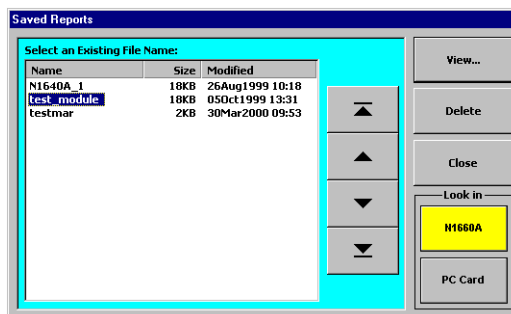 Saved Reports
Select an Existing File Name:
Name Size Modified
N1640A_1 18KB 26Aug1999 10:18
test_module 18KB 05Oct1999 13:31
testmar 2KB 30Mar2000 09:53
View...
Delete
Close
Look in
N1660A
PC Card